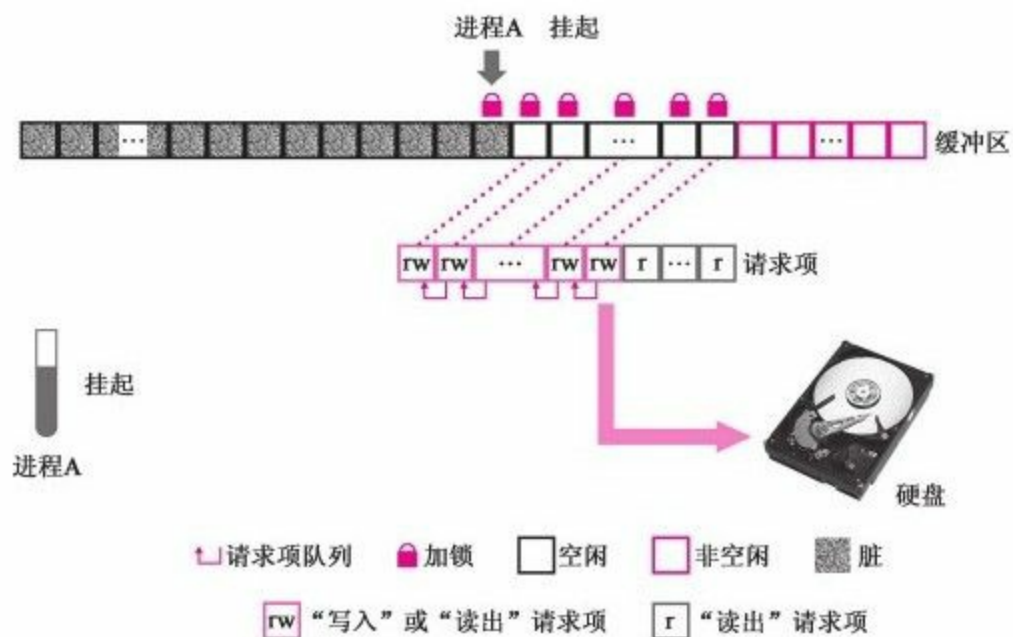 进程A 挂起
... ... ... 缓冲区
rw rw ... rw rw r ... r 请求项
挂起
进程A
硬盘
请求项队列 加锁 空闲 非空闲 脏
rw “写入”或“读出”请求项 r “读出”请求项